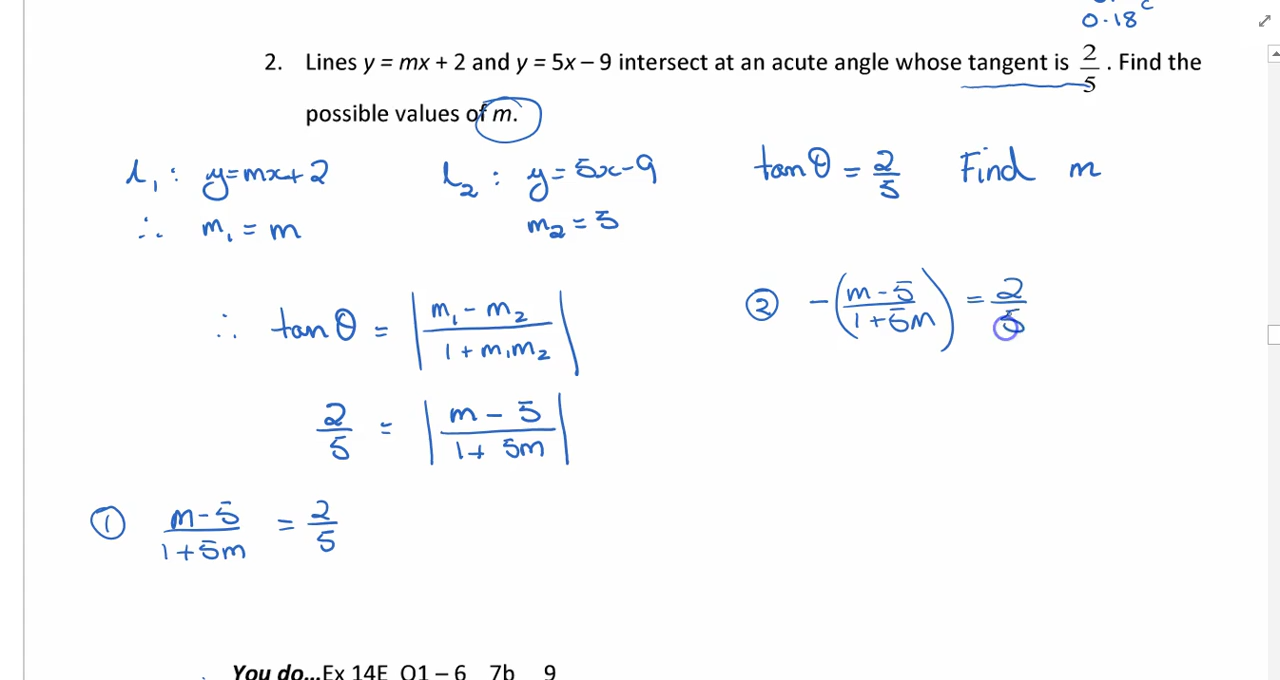 0.18ᶜ
2. Lines y = mx + 2 and y = 5x – 9 intersect at an acute angle whose tangent is 2/5 . Find the
possible values of m.
L₁ : y=mx+2 L₂ : y=5x-9 tanθ = 2/5 Find m
∴ m₁ = m m₂ = 5
∴ tanθ = | (m₁ - m₂)/(1 + m₁m₂) |
2/5 = | (m - 5)/(1 + 5m) |
① (m-5)/(1+5m) = 2/5
② -((m-5)/(1+5m)) = 2/5
You do...Ex 14E Q1 – 6 7b 9